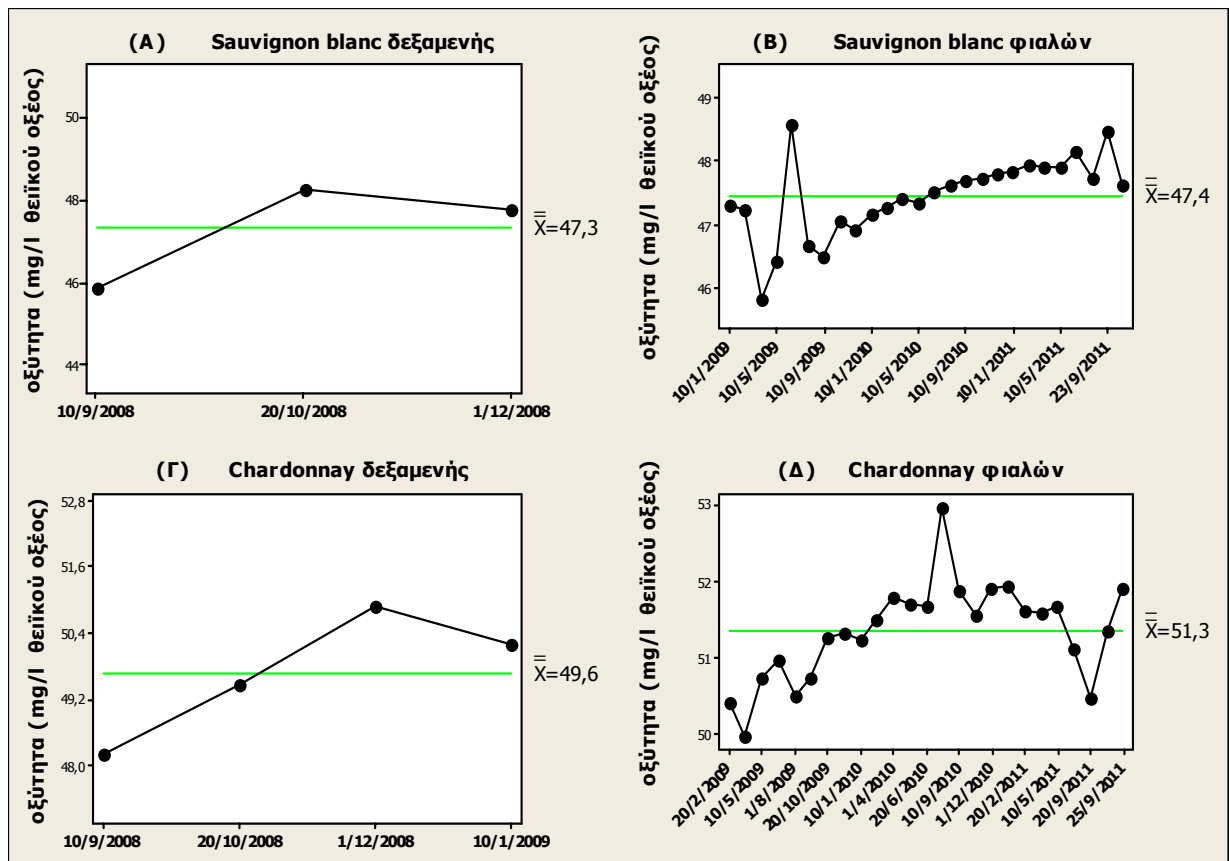 (Α) Sauvignon blanc δεξαμενής
οξύτητα (mg/l θειϊκού οξέος)
50
48
46
44
X=47,3
10/9/2008 20/10/2008 1/12/2008
(Β) Sauvignon blanc φιαλών
οξύτητα (mg/l θειϊκού οξέος)
49
48
47
46
X=47,4
10/1/2009 10/5/2009 10/9/2009 10/1/2010 10/5/2010 10/9/2010 10/1/2011 10/5/2011 23/9/2011
(Γ) Chardonnay δεξαμενής
οξύτητα (mg/l θειϊκού οξέος)
52,8
51,6
50,4
49,2
48,0
X=49,6
10/9/2008 20/10/2008 1/12/2008 10/1/2009
(Δ) Chardonnay φιαλών
οξύτητα (mg/l θειϊκού οξέος)
53
52
51
50
X=51,3
20/2/2009 10/5/2009 1/8/2009 20/10/2009 10/1/2010 1/4/2010 20/6/2010 10/9/2010 1/12/2010 20/2/2011 10/5/2011 20/9/2011 25/9/2011